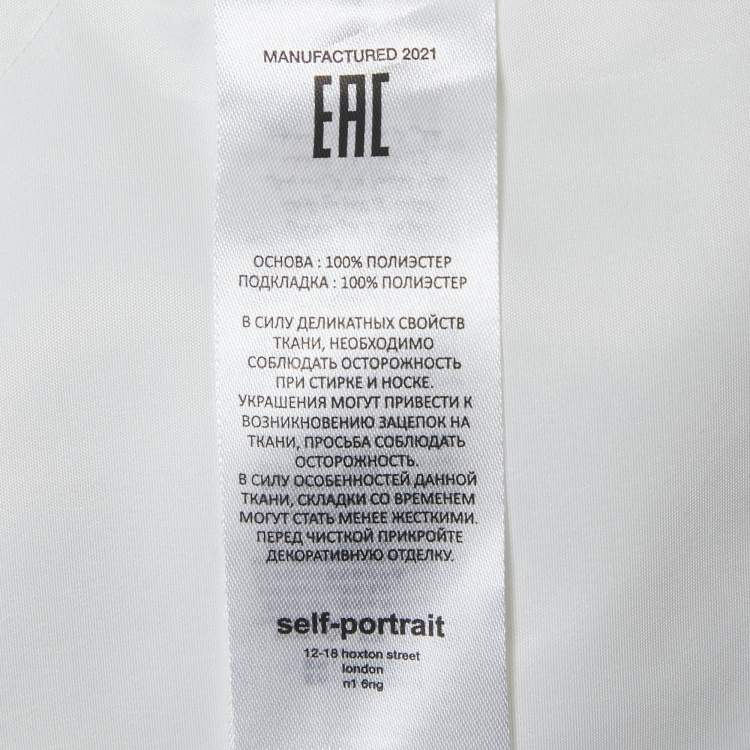 MANUFACTURED 2021
EAC
ОСНОВА : 100% ПОЛИЭСТЕР
ПОДКЛАДКА : 100% ПОЛИЭСТЕР
В СИЛУ ДЕЛИКАТНЫХ СВОЙСТВ
ТКАНИ, НЕОБХОДИМО
СОБЛЮДАТЬ ОСТОРОЖНОСТЬ
ПРИ СТИРКЕ И НОСКЕ.
УКРАШЕНИЯ МОГУТ ПРИВЕСТИ К
ВОЗНИКНОВЕНИЮ ЗАЦЕПОК НА
ТКАНИ, ПРОСЬБА СОБЛЮДАТЬ
ОСТОРОЖНОСТЬ.
В СИЛУ ОСОБЕННОСТЕЙ ДАННОЙ
ТКАНИ, СКЛАДКИ СО ВРЕМЕНЕМ
МОГУТ СТАТЬ МЕНЕЕ ЖЕСТКИМИ.
ПЕРЕД ЧИСТКОЙ ПРИКРОЙТЕ
ДЕКОРАТИВНУЮ ОТДЕЛКУ.
self-portrait
12-18 hoxton street
london
n1 6ng